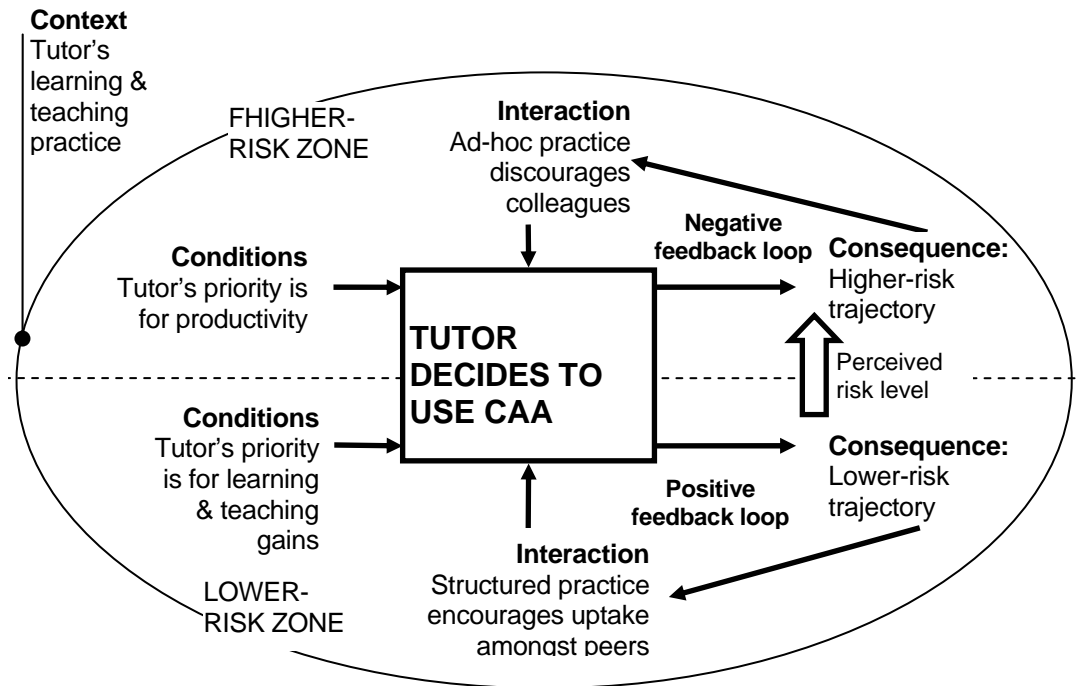 Context
Tutor's
learning &
teaching
practice
FHIGHER-
RISK ZONE
Interaction
Ad-hoc practice
discourages
colleagues
Negative
feedback loop
Consequence:
Higher-risk
trajectory
Conditions
Tutor's priority is
for productivity
TUTOR
DECIDES TO
USE CAA
Perceived
risk level
Conditions
Tutor's priority
is for learning
& teaching
gains
Consequence:
Lower-risk
trajectory
Positive
feedback loop
Interaction
Structured practice
encourages uptake
amongst peers
LOWER-
RISK ZONE